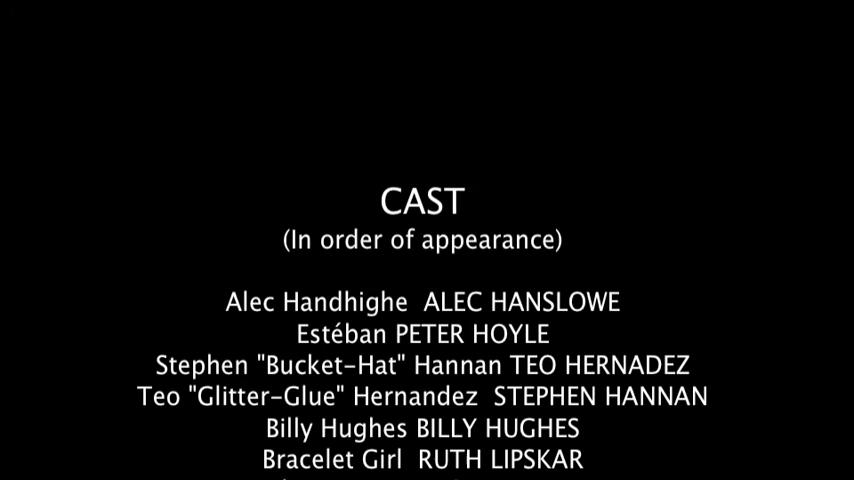 CAST
(In order of appearance)
Alec Handhighe ALEC HANSLOWE
Estéban PETER HOYLE
Stephen "Bucket-Hat" Hannan TEO HERNADEZ
Teo "Glitter-Glue" Hernandez STEPHEN HANNAN
Billy Hughes BILLY HUGHES
Bracelet Girl RUTH LIPSKAR